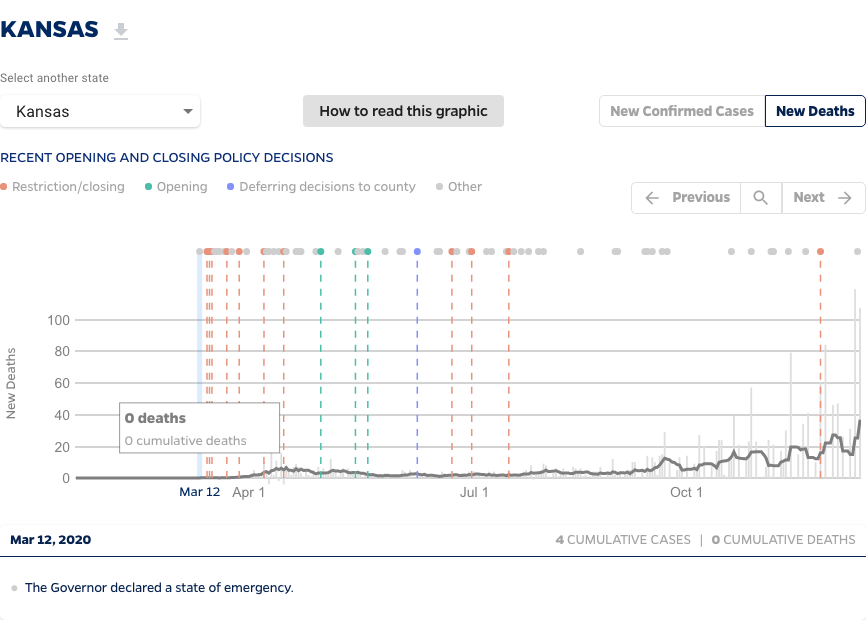 KANSAS
Select another state
Kansas
How to read this graphic
New Confirmed Cases
New Deaths
RECENT OPENING AND CLOSING POLICY DECISIONS
Restriction/closing
Opening
Deferring decisions to county
Other
Previous
Next
New Deaths
100
80
60
40
20
0
0 deaths
0 cumulative deaths
Mar 12
Apr 1
Jul 1
Oct 1
Mar 12, 2020
4 CUMULATIVE CASES | 0 CUMULATIVE DEATHS
The Governor declared a state of emergency.